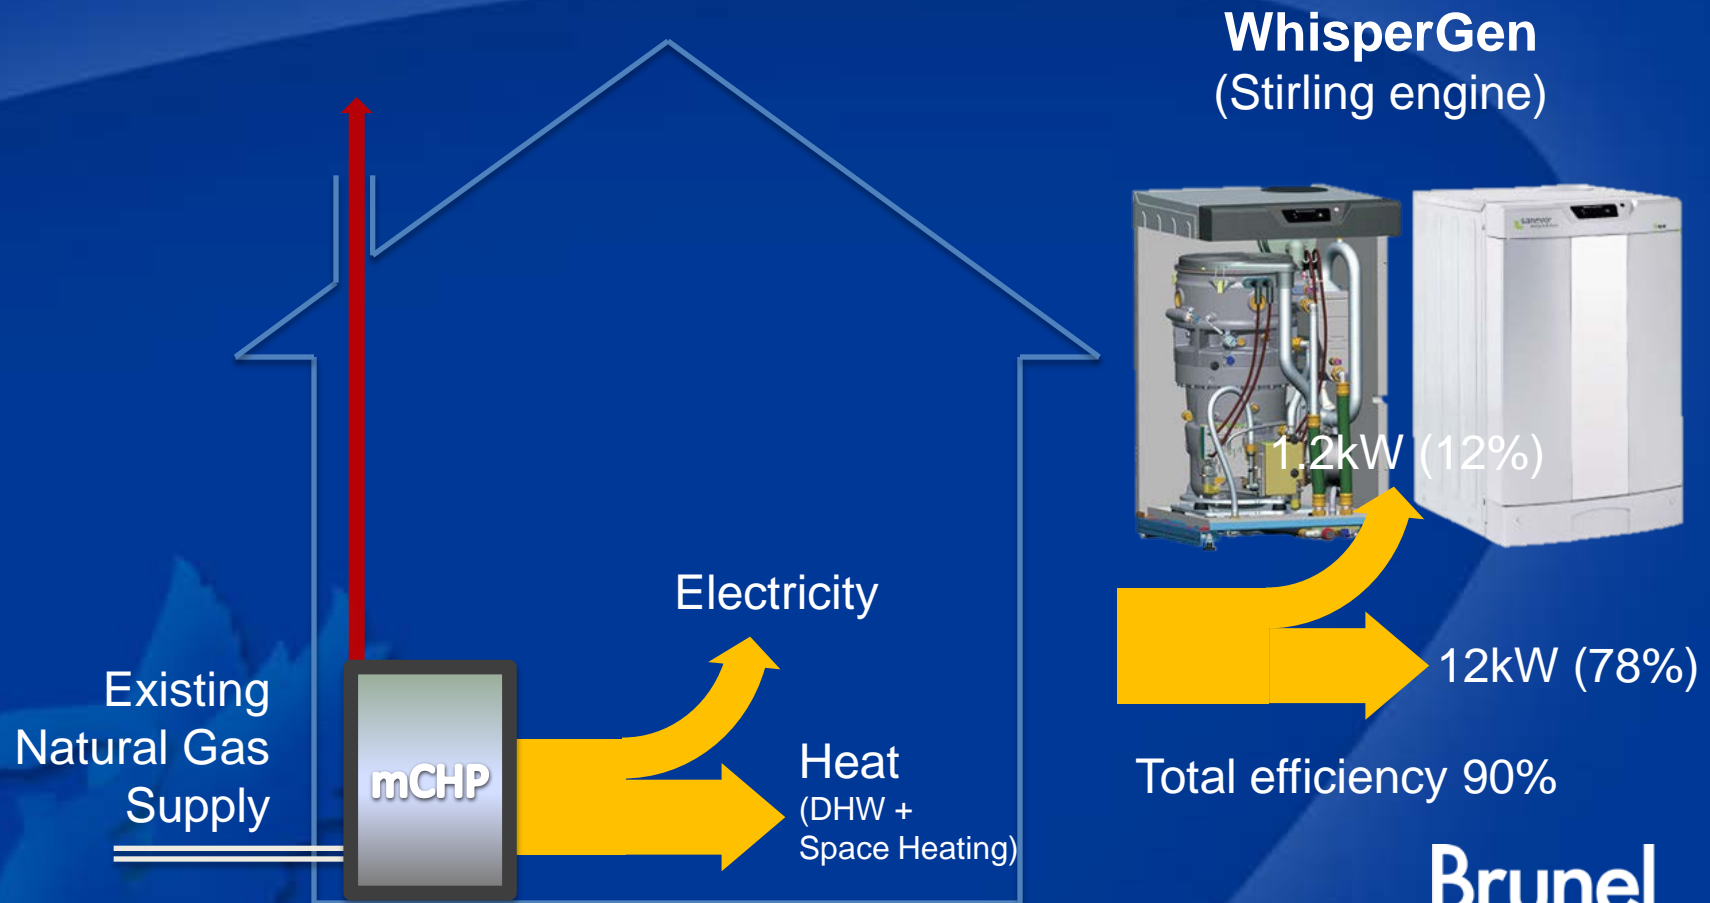 WhisperGen
(Stirling engine)
1.2kW (12%)
Electricity
12kW (78%)
Existing
Natural Gas
Supply
mCHP
Heat
(DHW +
Space Heating)
Total efficiency 90%
Brunel